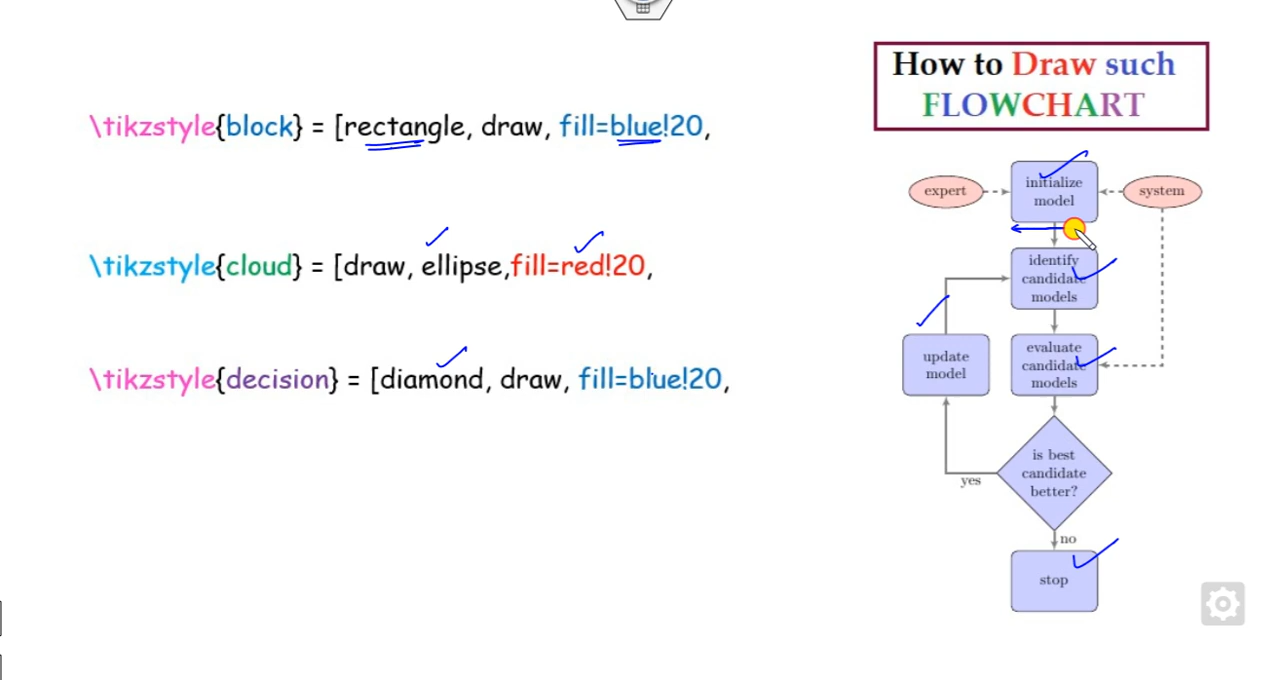 \tikzstyle{block} = [rectangle, draw, fill=blue!20,
\tikzstyle{cloud} = [draw, ellipse,fill=red!20,
\tikzstyle{decision} = [diamond, draw, fill=blue!20,
How to Draw such
FLOWCHART
expert
initialize
model
system
identify
candidate
models
update
model
evaluate
candidate
models
is best
candidate
better?
yes
no
stop